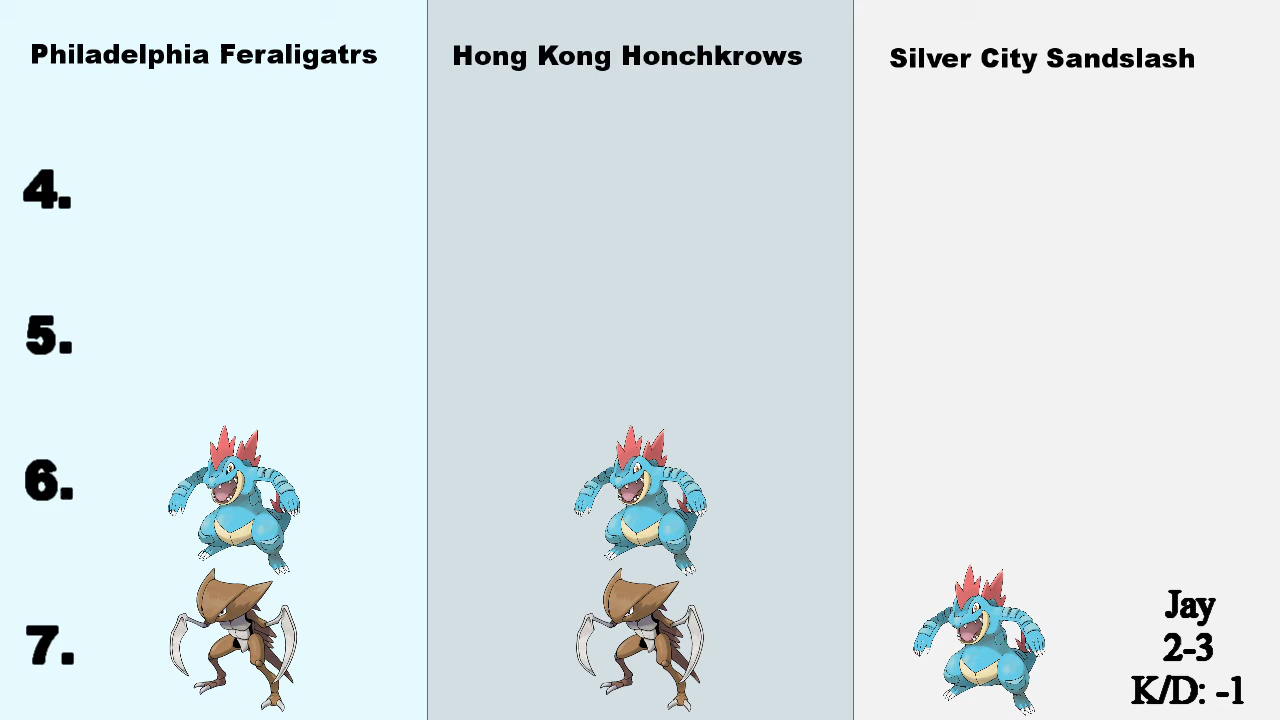 Philadelphia Feraligatrs
Hong Kong Honchkrows
Silver City Sandslash
4.
5.
6.
7.
Jay
2-3
K/D: -1